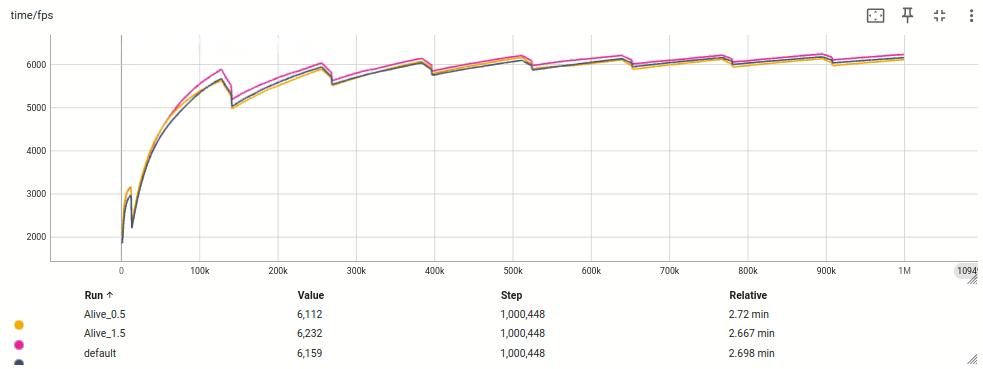 time/fps
6000
5000
4000
3000
2000
0 100k 200k 300k 400k 500k 600k 700k 800k 900k 1M 1094
Run ↑ Value Step Relative
Alive_0.5 6,112 1,000,448 2.72 min
Alive_1.5 6,232 1,000,448 2.667 min
default 6,159 1,000,448 2.698 min